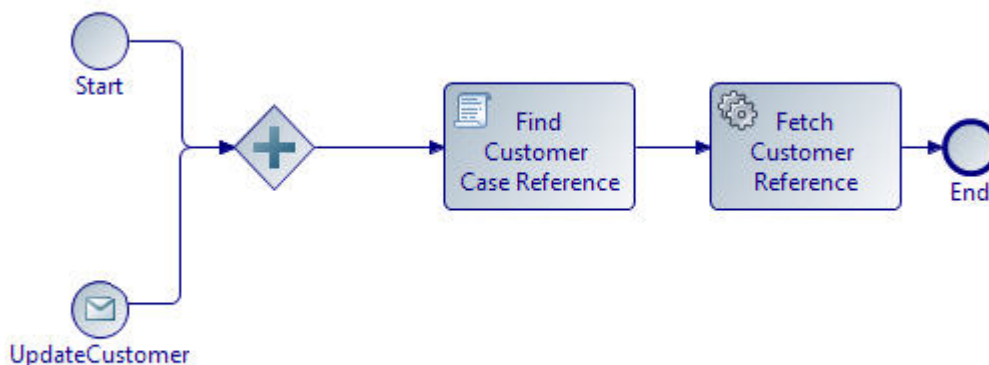 Start
Find
Customer
Case Reference
Fetch
Customer
Reference
End
UpdateCustomer